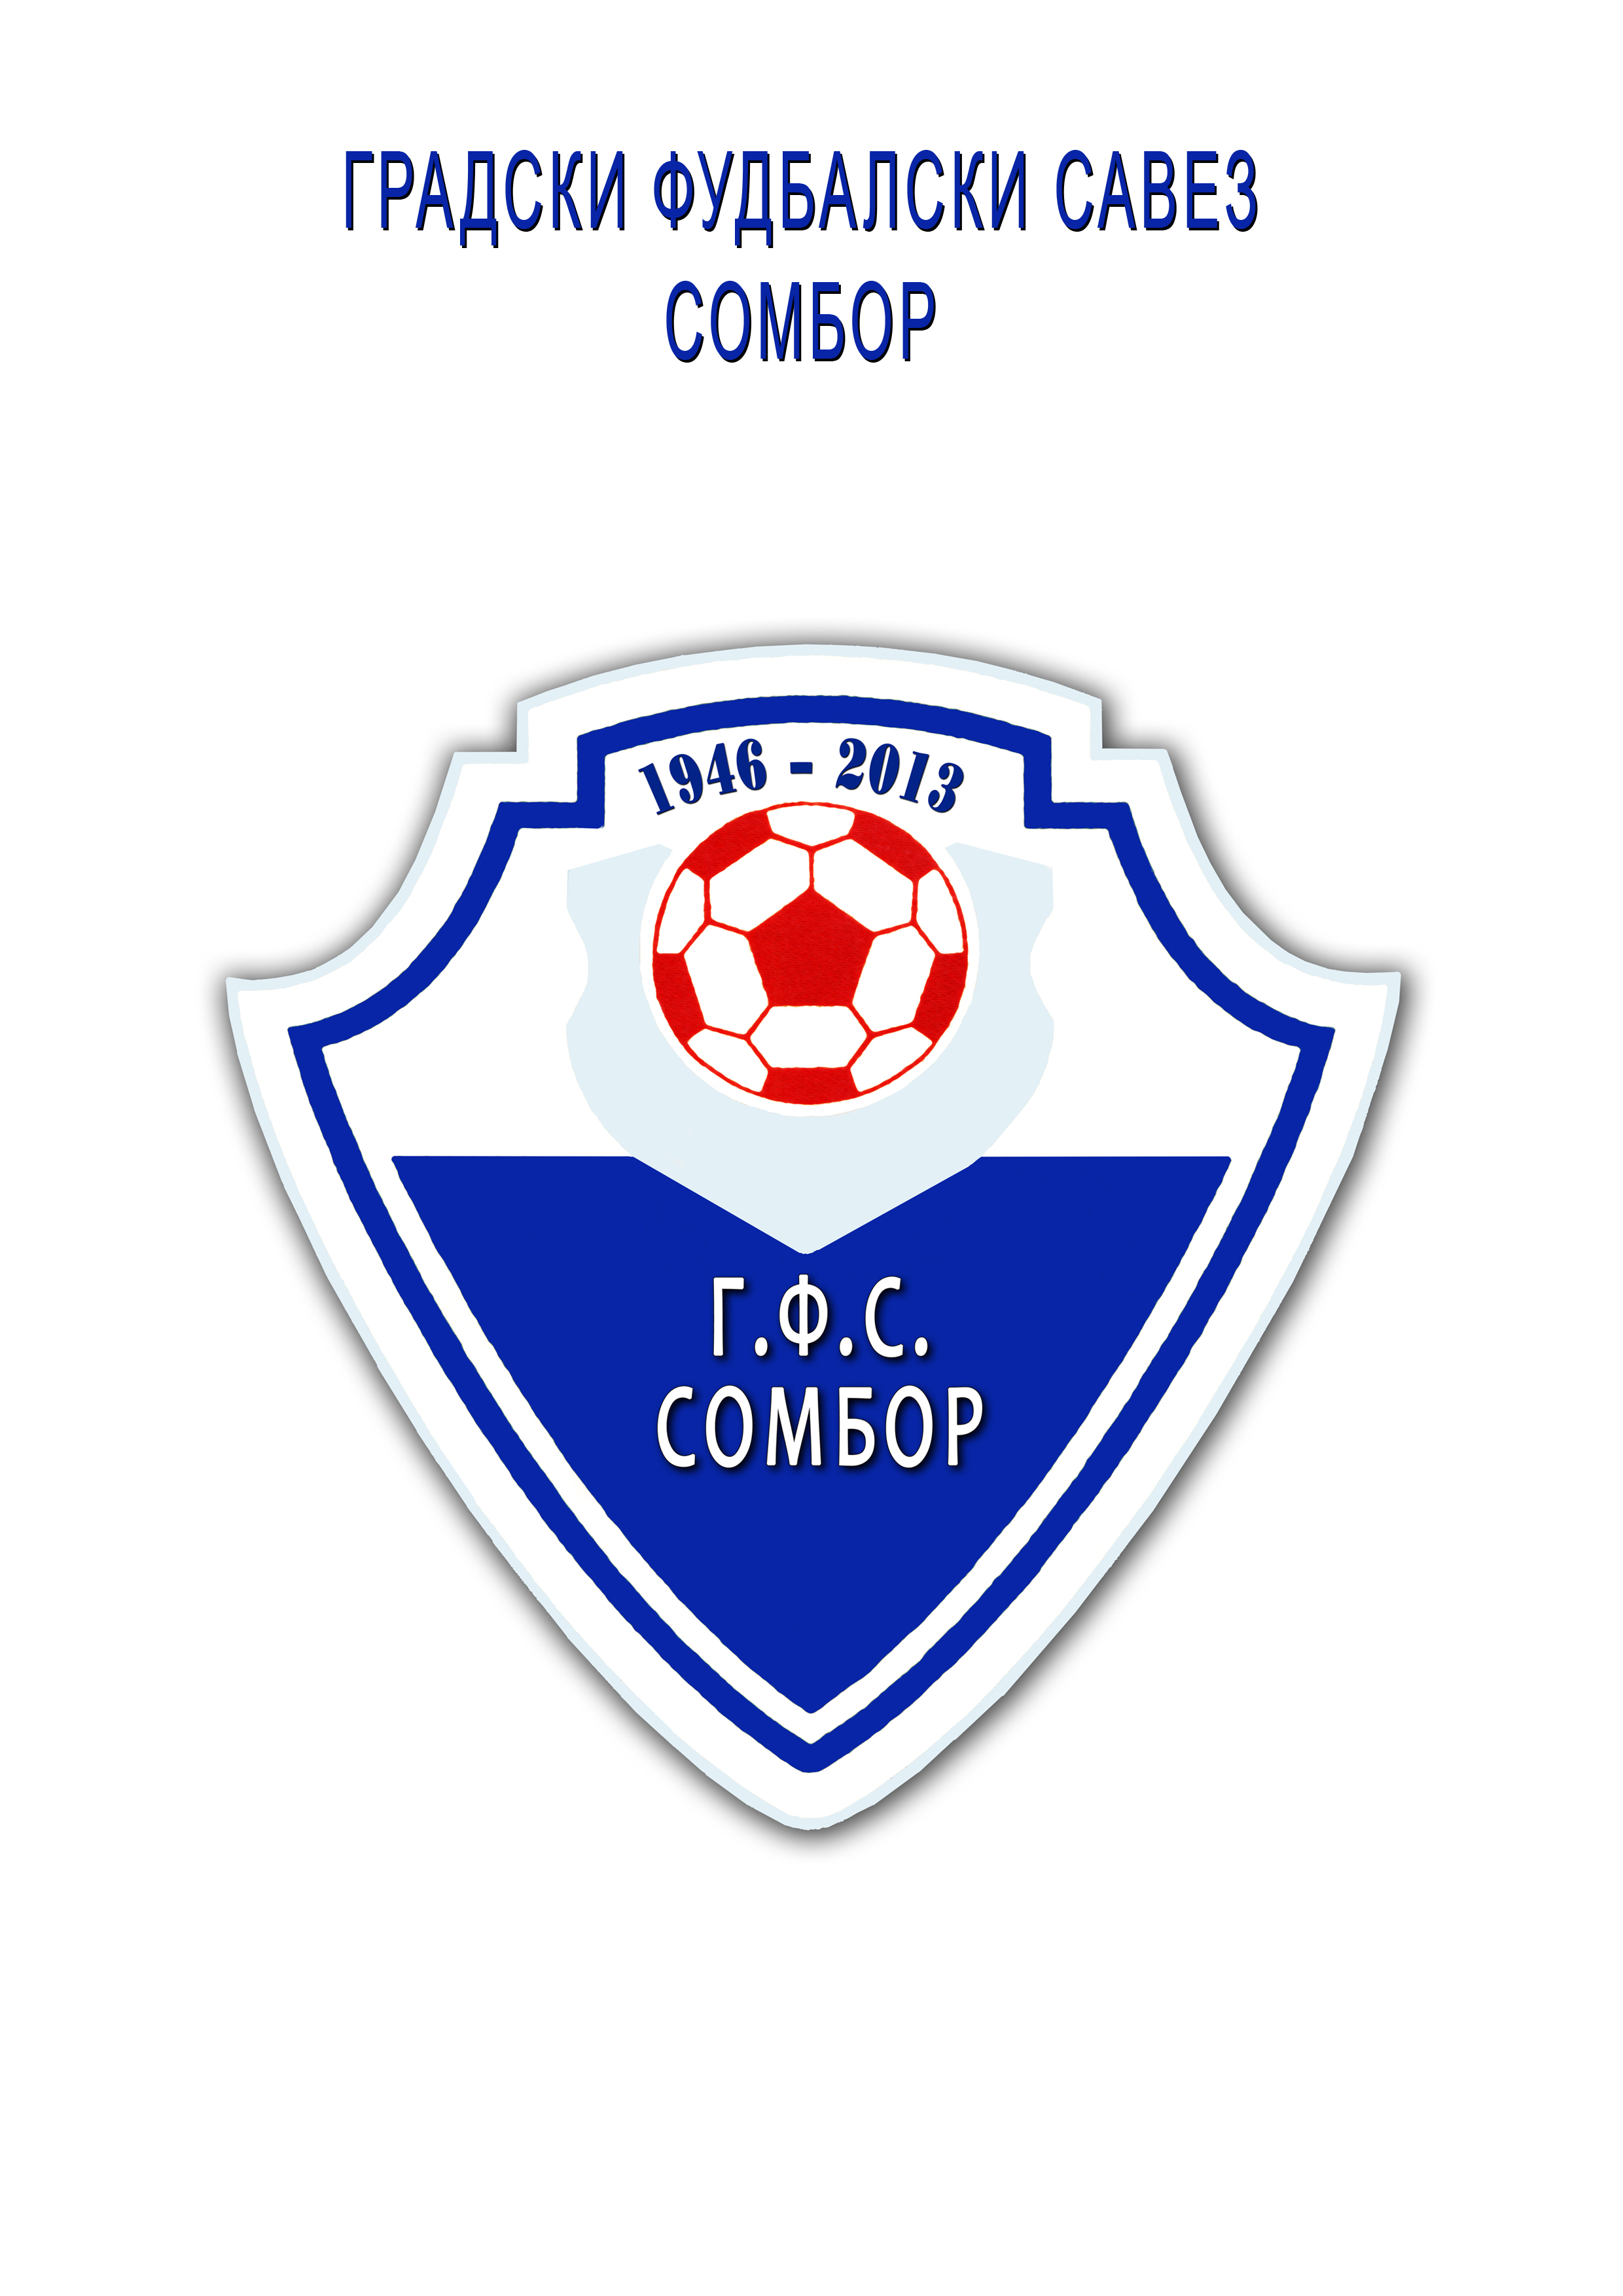 ГРАДСКИ ФУДБАЛСКИ САВЕЗ
СОМБОР
1946 - 2013
Г.Ф.С.
СОМБОР